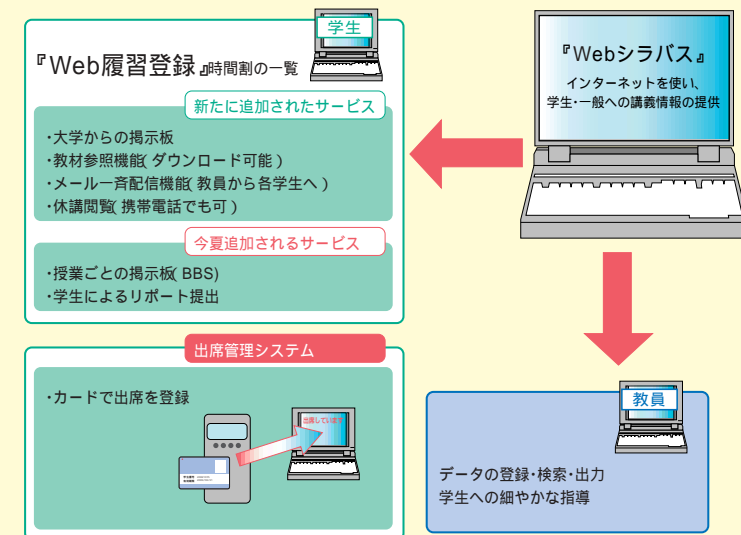 学生
『Web履習登録』時間割の一覧
新たに追加されたサービス
・大学からの掲示板
・教材参照機能(ダウンロード可能)
・メール一斉配信機能(教員から各学生へ)
・休講閲覧(携帯電話でも可)
今夏追加されるサービス
・授業ごとの掲示板(BBS)
・学生によるリポート提出
『Webシラバス』
インターネットを使い、
学生・一般への講義情報の提供
出席管理システム
・カードで出席を登録
出席しています
教員
データの登録・検索・出力
学生への細やかな指導